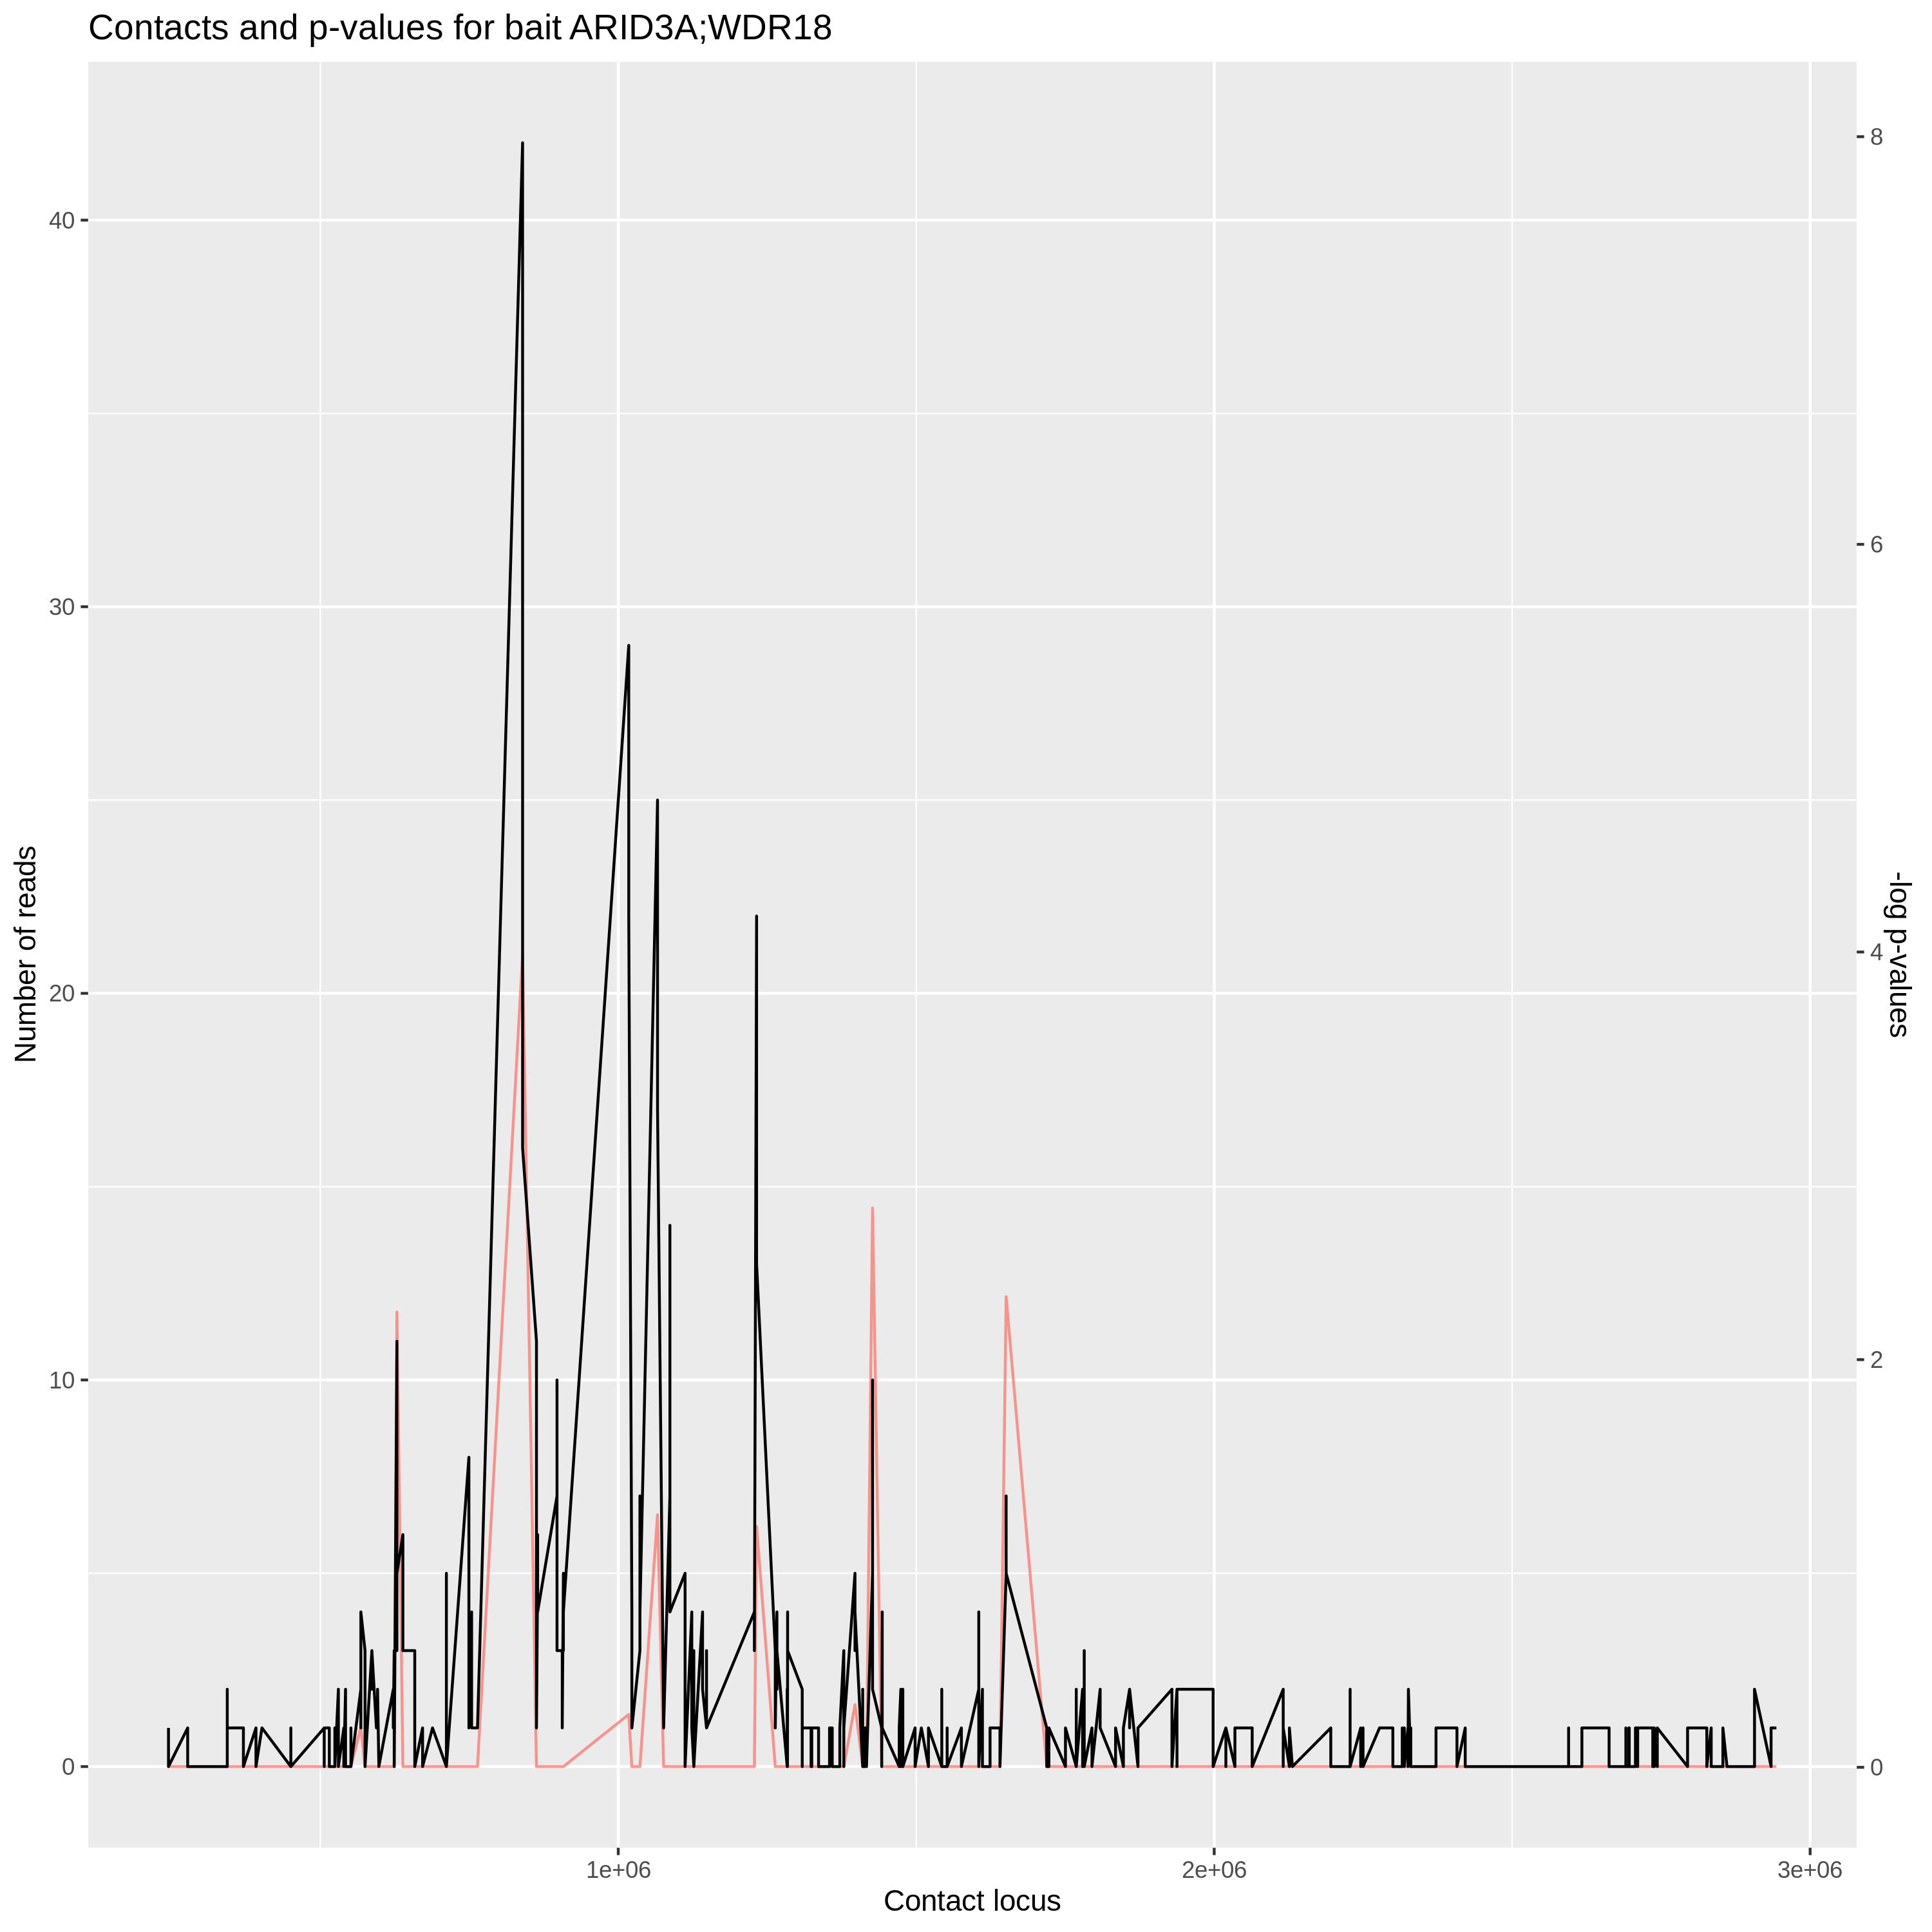 Contacts and p-values for bait ARID3A;WDR18
40
30
20
10
0
Number of reads
8
6
4
2
0
-log p-values
1e+06
2e+06
3e+06
Contact locus